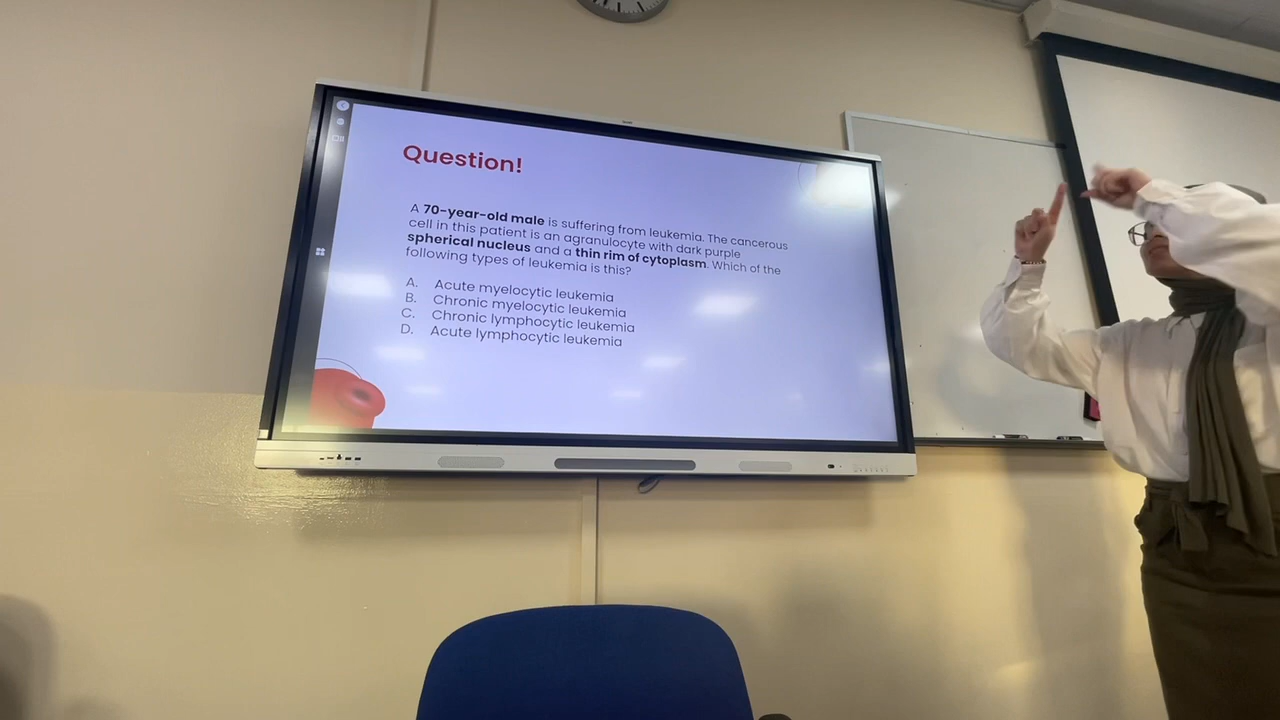 Question!
A 70-year-old male is suffering from leukemia. The cancerous
cell in this patient is an agranulocyte with dark purple
spherical nucleus and a thin rim of cytoplasm. Which of the
following types of leukemia is this?
A. Acute myelocytic leukemia
B. Chronic myelocytic leukemia
C. Chronic lymphocytic leukemia
D. Acute lymphocytic leukemia